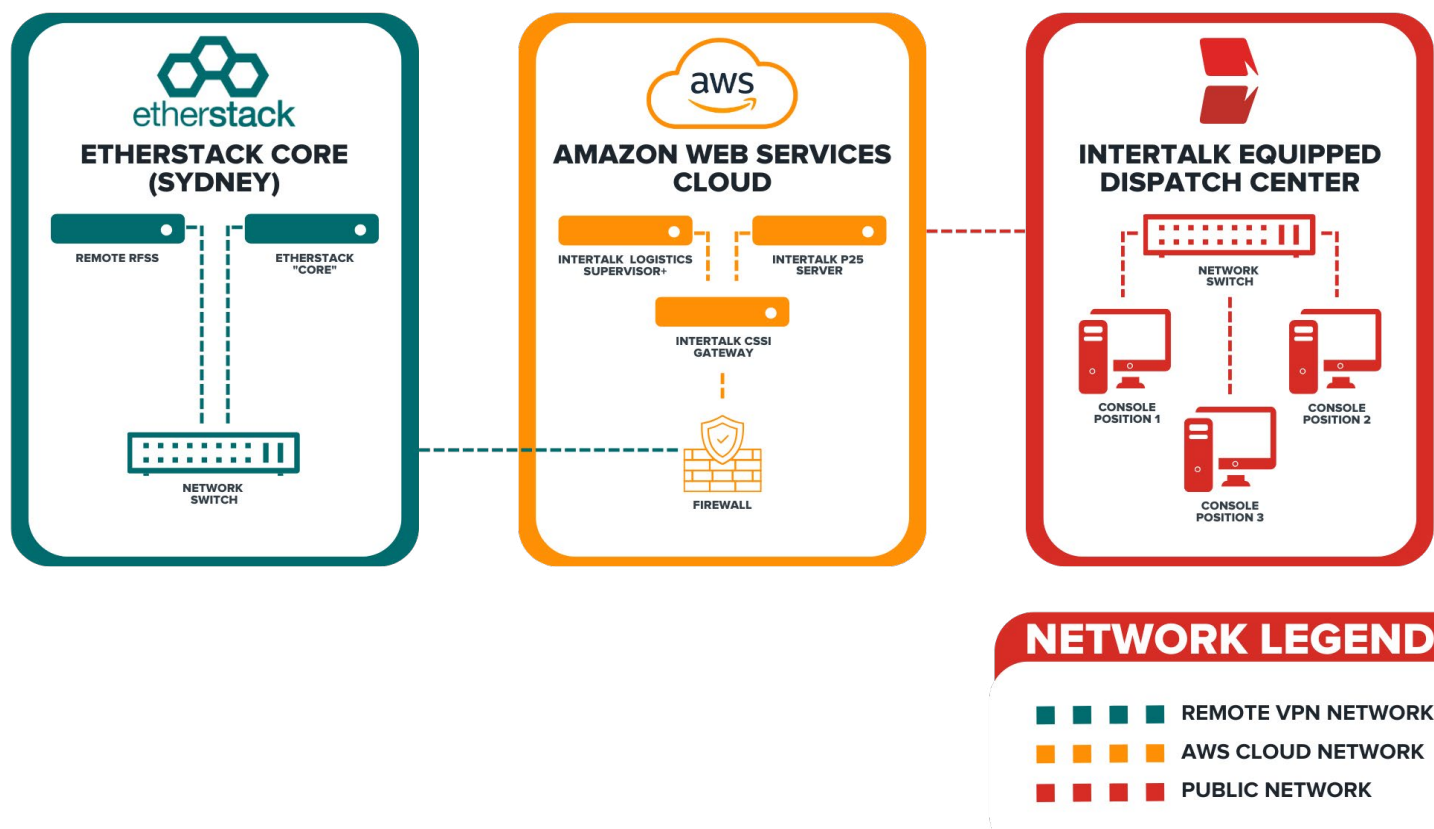 etherstack
ETHERSTACK CORE
(SYDNEY)
REMOTE RFSS
ETHERSTACK
"CORE"
NETWORK
SWITCH
aws
AMAZON WEB SERVICES
CLOUD
INTERTALK LOGISTICS
SUPERVISOR+
INTERTALK P25
SERVER
INTERTALK CSSI
GATEWAY
FIREWALL
INTERTALK EQUIPPED
DISPATCH CENTER
NETWORK
SWITCH
CONSOLE
POSITION 1
CONSOLE
POSITION 2
CONSOLE
POSITION 3
NETWORK LEGEND
REMOTE VPN NETWORK
AWS CLOUD NETWORK
PUBLIC NETWORK